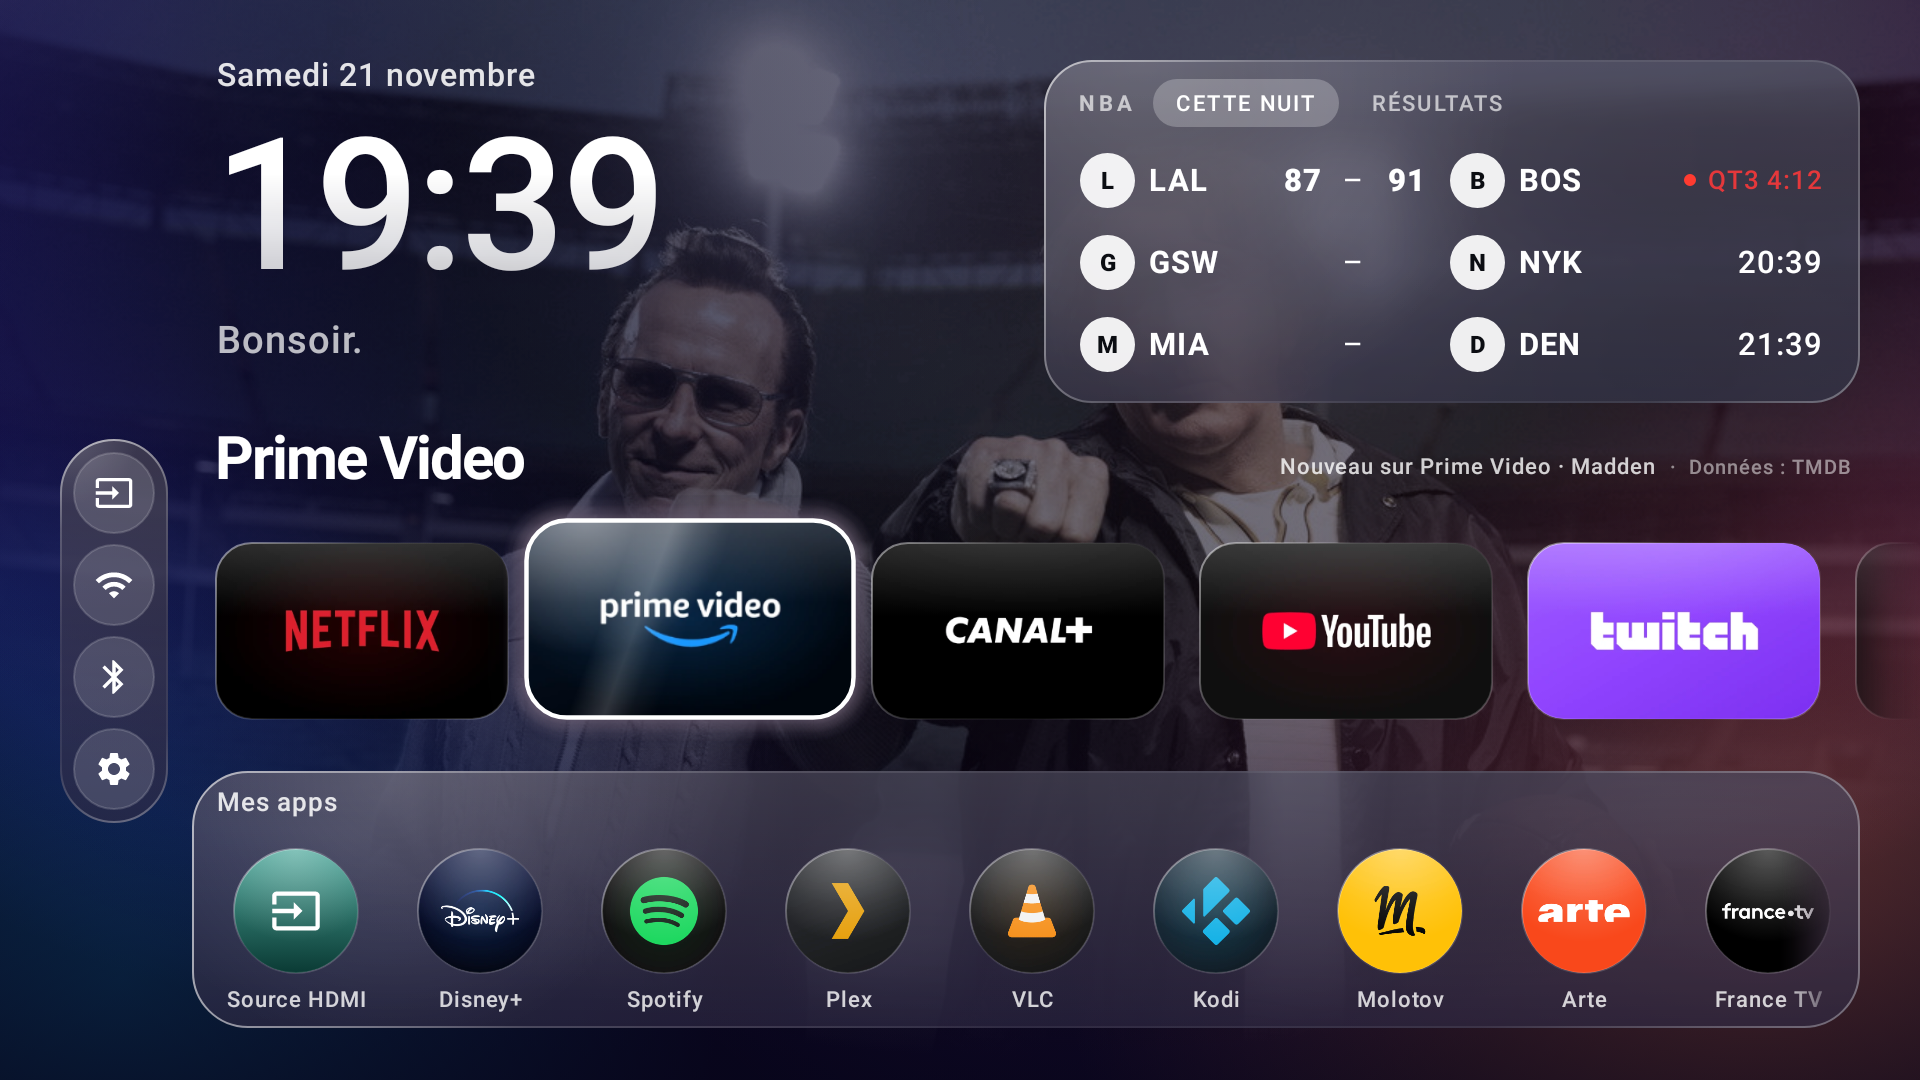 Samedi 21 novembre
19:39
Bonsoir.
NBA CETTE NUIT RÉSULTATS
L LAL 87 – 91 B BOS • QT3 4:12
G GSW – N NYK 20:39
M MIA – D DEN 21:39
Prime Video
Nouveau sur Prime Video · Madden · Données : TMDB
NETFLIX
prime video
CANAL+
YouTube
twitch
Mes apps
Disney+
M.
arte
france•tv
Source HDMI
Disney+
Spotify
Plex
VLC
Kodi
Molotov
Arte
France TV